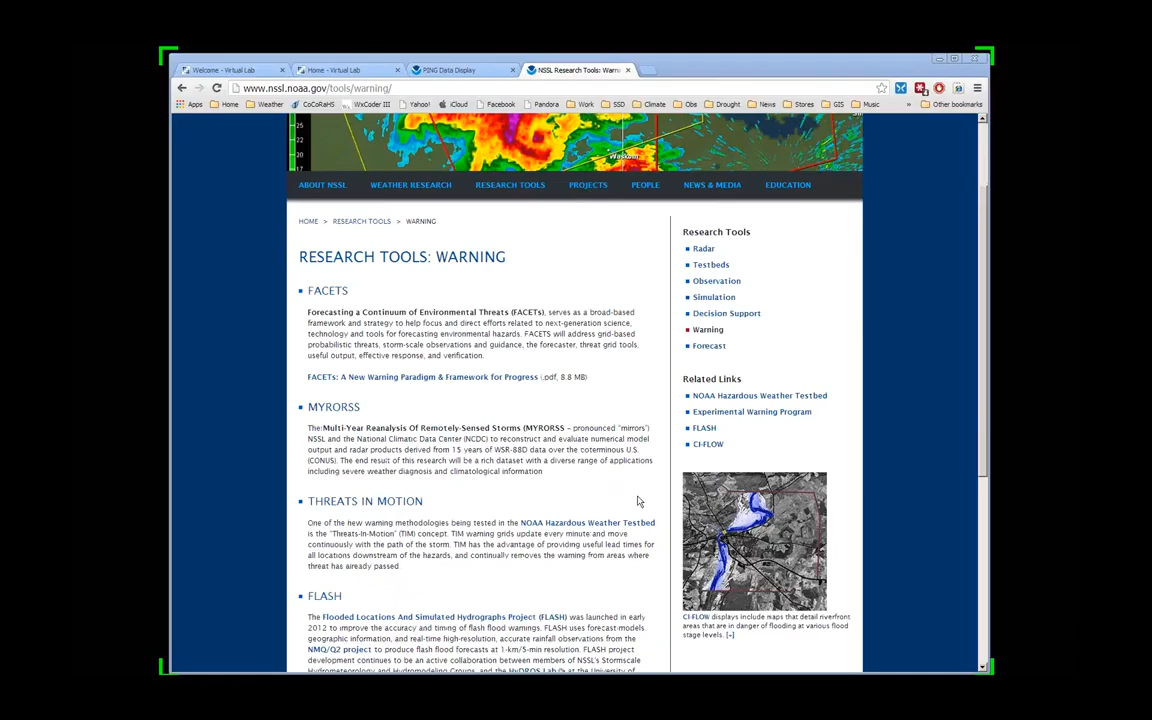 Welcome - Virtual Lab
Home - Virtual Lab
PING Data Display
NSSL Research Tools: Warn
www.nssl.noaa.gov/tools/warning/
Apps Home Weather CoCoRaHS WxCoder III Yahoo! iCloud Facebook Pandora Work SSD Climate Obs Drought News Stores GIS Music » Other bookmarks
25
22
20
17
Waskom
ABOUT NSSL WEATHER RESEARCH RESEARCH TOOLS PROJECTS PEOPLE NEWS & MEDIA EDUCATION
HOME > RESEARCH TOOLS > WARNING
RESEARCH TOOLS: WARNING
FACETS
Forecasting a Continuum of Environmental Threats (FACETs), serves as a broad-based
framework and strategy to help focus and direct efforts related to next-generation science,
technology and tools for forecasting environmental hazards. FACETS will address grid-based
probabilistic threats, storm-scale observations and guidance, the forecaster, threat grid tools,
useful output, effective response, and verification.
FACETs: A New Warning Paradigm & Framework for Progress (.pdf, 8.8 MB)
MYRORSS
The Multi-Year Reanalysis Of Remotely-Sensed Storms (MYRORSS – pronounced "mirrors")
NSSL and the National Climatic Data Center (NCDC) to reconstruct and evaluate numerical model
output and radar products derived from 15 years of WSR-88D data over the coterminous U.S.
(CONUS). The end result of this research will be a rich dataset with a diverse range of applications
including severe weather diagnosis and climatological information
THREATS IN MOTION
One of the new warning methodologies being tested in the NOAA Hazardous Weather Testbed
is the "Threats-In-Motion" (TIM) concept. TIM warning grids update every minute and move
continuously with the path of the storm. TIM has the advantage of providing useful lead times for
all locations downstream of the hazards, and continually removes the warning from areas where
threat has already passed.
FLASH
The Flooded Locations And Simulated Hydrographs Project (FLASH) was launched in early
2012 to improve the accuracy and timing of flash flood warnings. FLASH uses forecast models,
geographic information, and real-time high-resolution, accurate rainfall observations from the
NMQ/Q2 project to produce flash flood forecasts at 1-km/5-min resolution. FLASH project
development continues to be an active collaboration between members of NSSL's Stormscale
Hydrometeorology and Hydromodeling Groups, and the HyDROS Lab at the University of
Research Tools
Radar
Testbeds
Observation
Simulation
Decision Support
Warning
Forecast
Related Links
NOAA Hazardous Weather Testbed
Experimental Warning Program
FLASH
CI-FLOW
CI-FLOW displays include maps that detail riverfront
areas that are in danger of flooding at various flood
stage levels. [+]